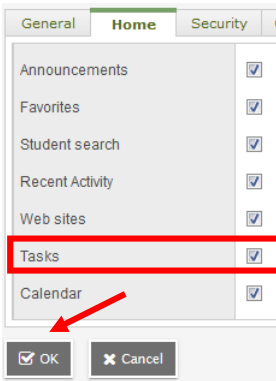 General Home Security
Announcements
Favorites
Student search
Recent Activity
Web sites
Tasks
Calendar
OK Cancel